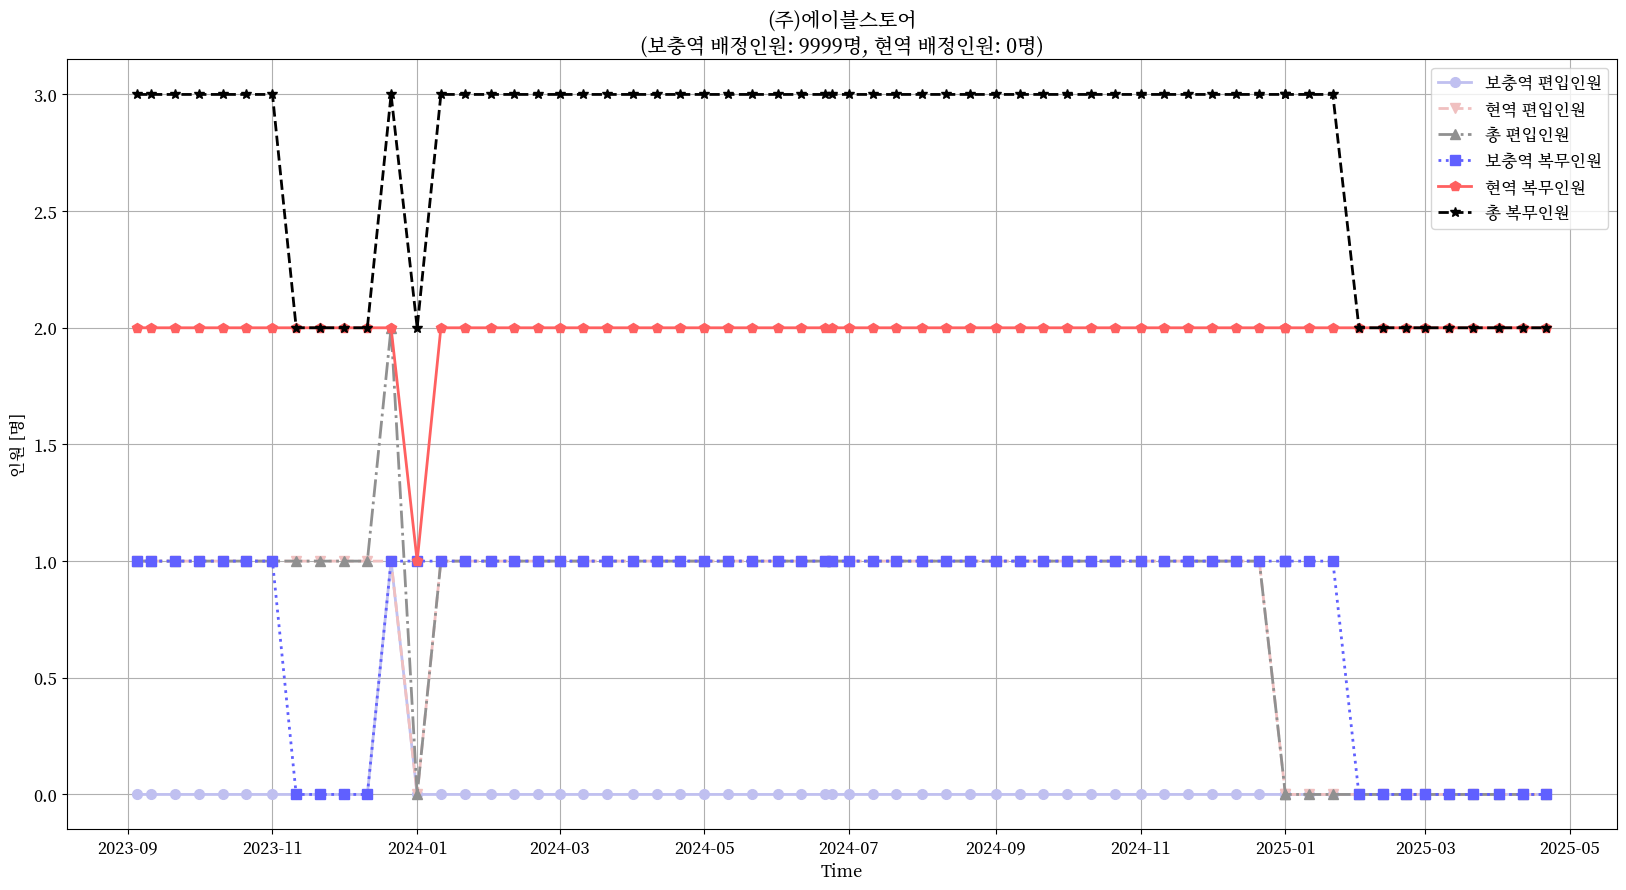 (주)에이블스토어
(보충역 배정인원: 9999명, 현역 배정인원: 0명)
보충역 편입인원
현역 편입인원
총 편입인원
보충역 복무인원
현역 복무인원
총 복무인원
인원 [명]
3.0
2.5
2.0
1.5
1.0
0.5
0.0
2023-09 2023-11 2024-01 2024-03 2024-05 2024-07 2024-09 2024-11 2025-01 2025-03 2025-05
Time